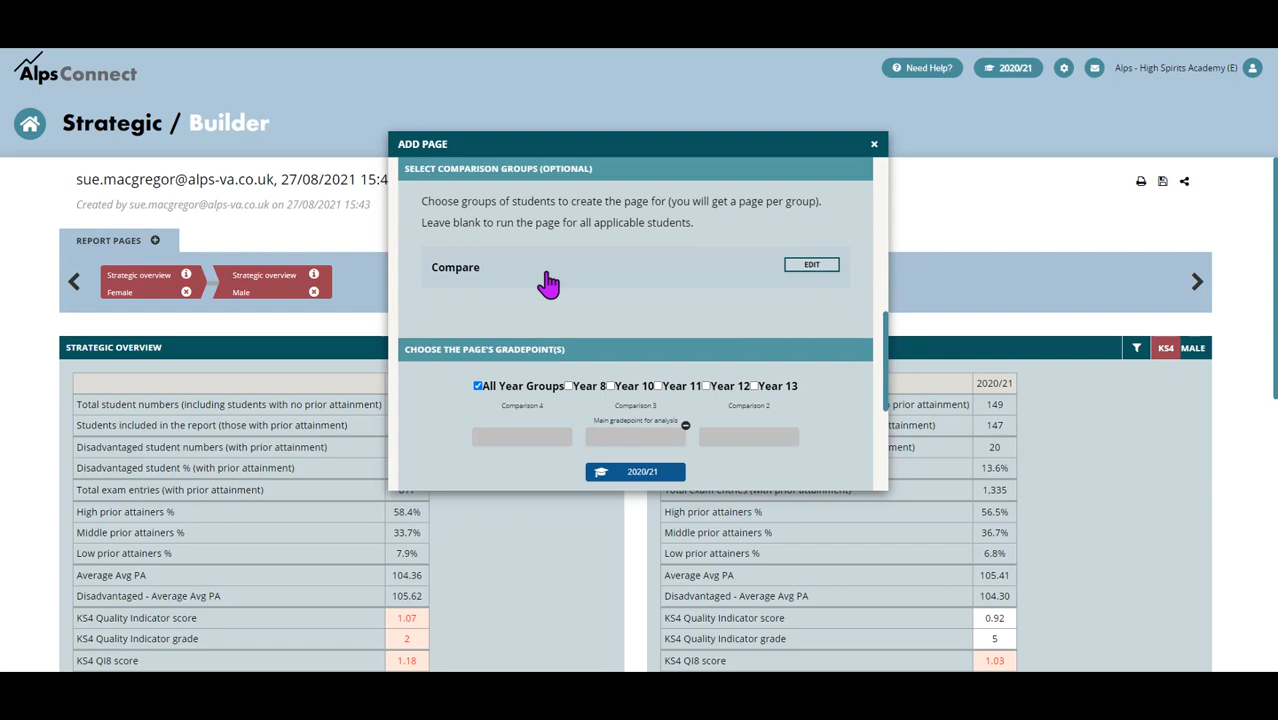 Alps Connect
Need Help?
2020/21
Alps - High Spirits Academy (E)
Strategic / Builder
ADD PAGE
sue.macgregor@alps-va.co.uk, 27/08/2021 15:4
Created by sue.macgregor@alps-va.co.uk on 27/08/2021 15:43
SELECT COMPARISON GROUPS (OPTIONAL)
Choose groups of students to create the page for (you will get a page per group).
Leave blank to run the page for all applicable students.
REPORT PAGES
Compare
EDIT
Strategic overview
Female
Strategic overview
Male
CHOOSE THE PAGE'S GRADEPOINT(S)
All Year Groups Year 8 Year 10 Year 11 Year 12 Year 13
Comparison 4
Comparison 3
Comparison 2
Main gradepoint for analysis
2020/21
STRATEGIC OVERVIEW
Total student numbers (including students with no prior attainment)
Students included in the report (those with prior attainment)
Disadvantaged student numbers (with prior attainment)
Disadvantaged student % (with prior attainment)
Total exam entries (with prior attainment)
High prior attainers % 58.4%
Middle prior attainers % 33.7%
Low prior attainers % 7.9%
Average Avg PA 104.36
Disadvantaged - Average Avg PA 105.62
KS4 Quality Indicator score 1.07
KS4 Quality Indicator grade 2
KS4 QI8 score 1.18
KS4 MALE
2020/21
prior attainment) 149
147
20
13.6%
1,335
High prior attainers % 56.5%
Middle prior attainers % 36.7%
Low prior attainers % 6.8%
Average Avg PA 105.41
Disadvantaged - Average Avg PA 104.30
KS4 Quality Indicator score 0.92
KS4 Quality Indicator grade 5
KS4 QI8 score 1.03